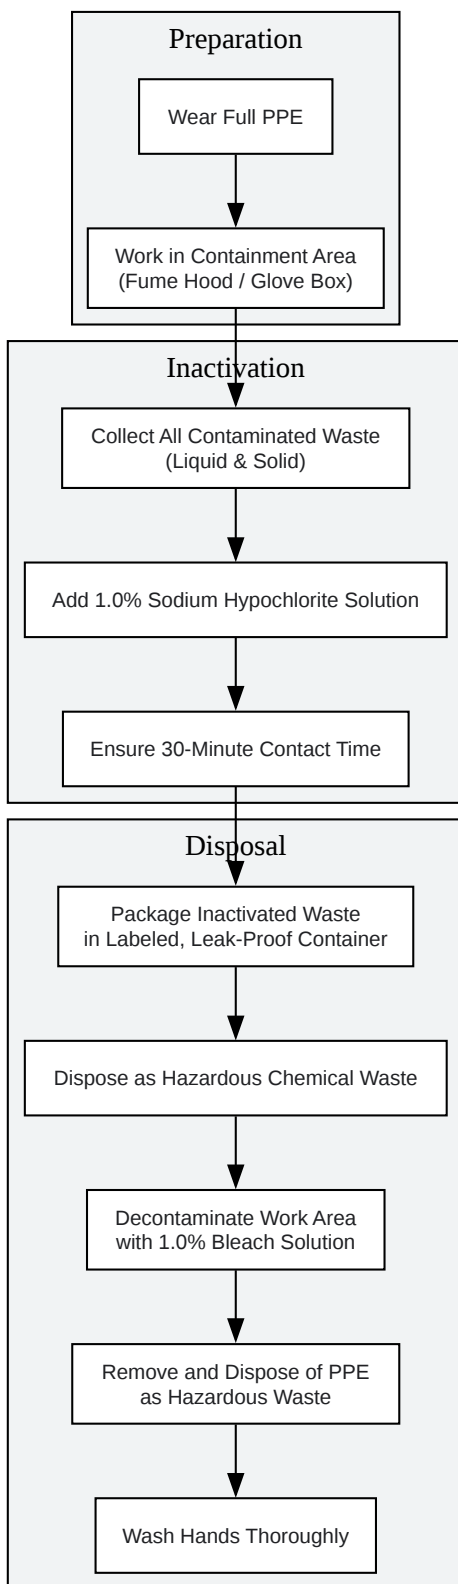 Preparation
Wear Full PPE
Work in Containment Area
(Fume Hood / Glove Box)
Inactivation
Collect All Contaminated Waste
(Liquid & Solid)
Add 1.0% Sodium Hypochlorite Solution
Ensure 30-Minute Contact Time
Disposal
Package Inactivated Waste
in Labeled, Leak-Proof Container
Dispose as Hazardous Chemical Waste
Decontaminate Work Area
with 1.0% Bleach Solution
Remove and Dispose of PPE
as Hazardous Waste
Wash Hands Thoroughly